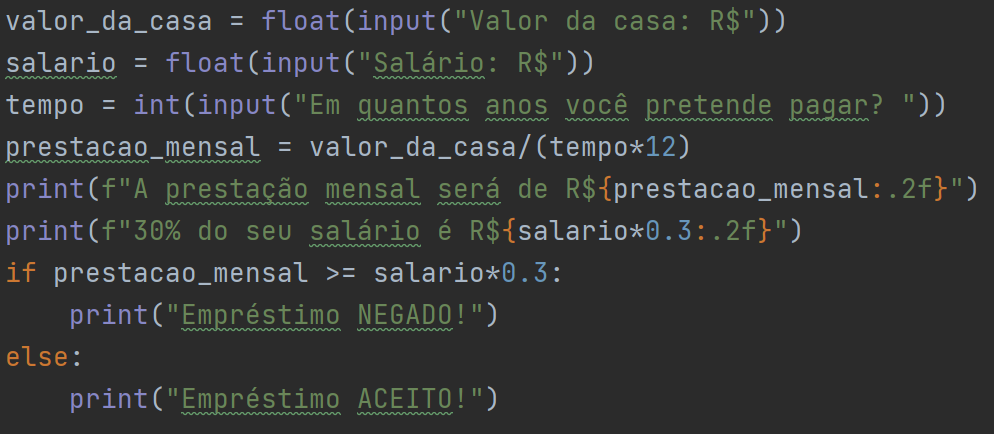 valor_da_casa = float(input("Valor da casa: R$"))
salario = float(input("Salário: R$"))
tempo = int(input("Em quantos anos você pretende pagar? "))
prestacao_mensal = valor_da_casa/(tempo*12)
print(f"A prestação mensal será de R${prestacao_mensal:.2f}")
print(f"30% do seu salário é R${salario*0.3:.2f}")
if prestacao_mensal >= salario*0.3:
    print("Empréstimo NEGADO!")
else:
    print("Empréstimo ACEITO!")